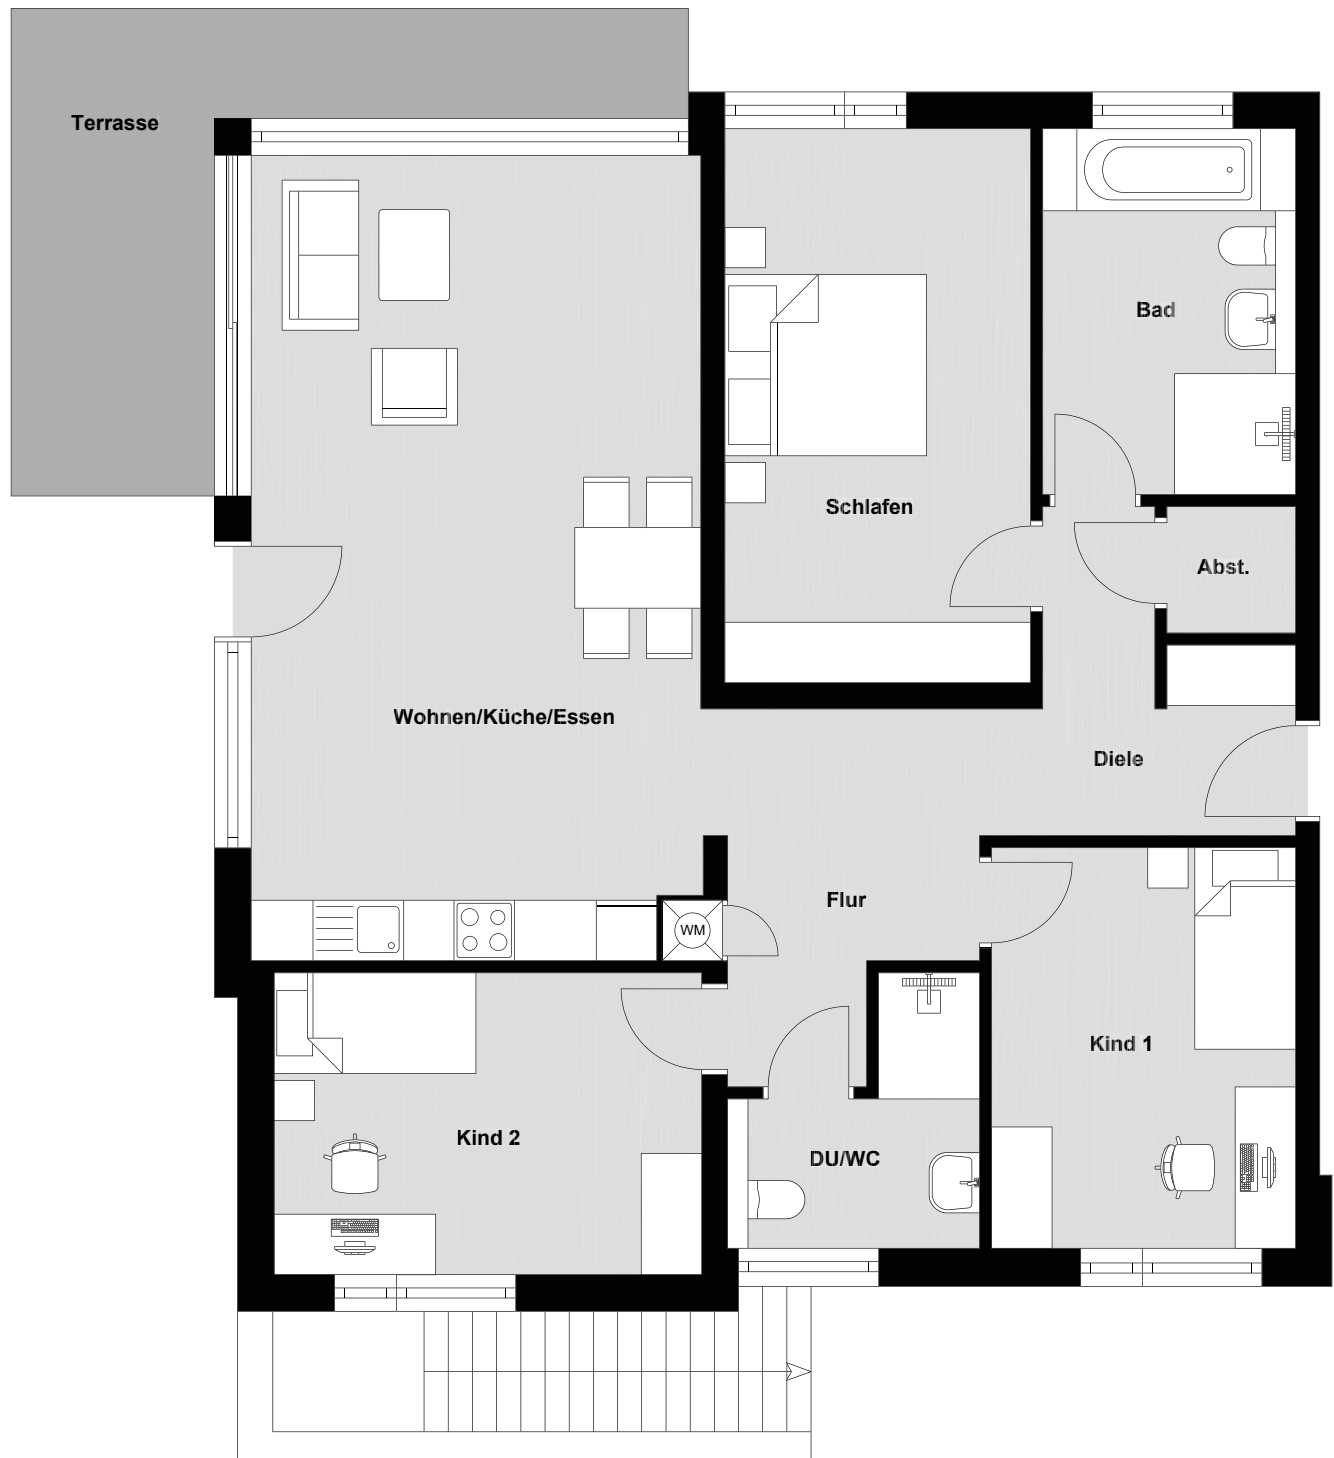 Terrasse
Bad
Schlafen
Abst.
Wohnen/Küche/Essen
Diele
Flur
WM
Kind 1
Kind 2
DU/WC